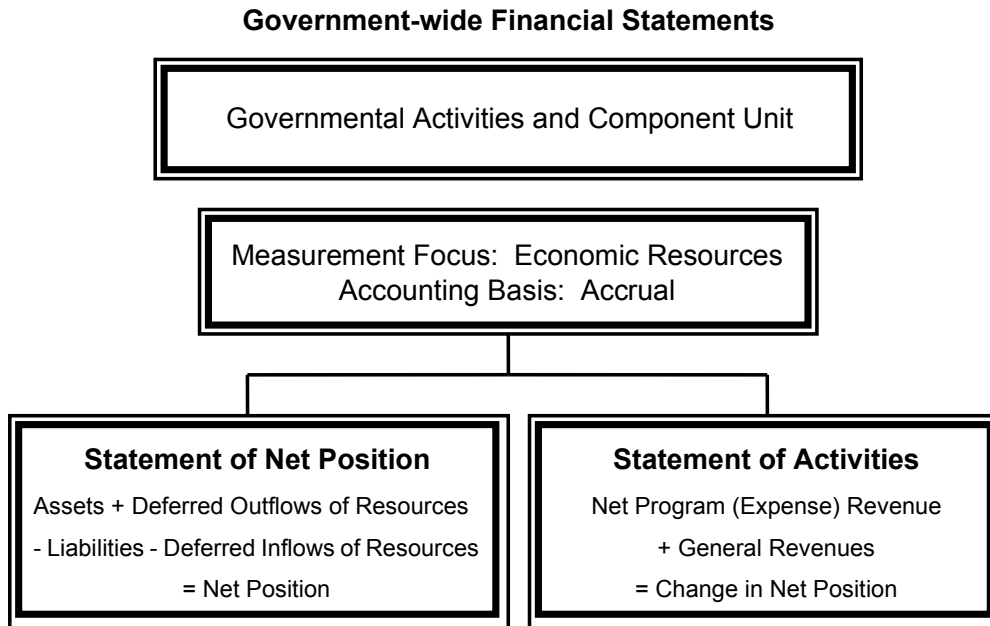 Government-wide Financial Statements
Governmental Activities and Component Unit
Measurement Focus: Economic Resources
Accounting Basis: Accrual
Statement of Net Position
Assets + Deferred Outflows of Resources
- Liabilities - Deferred Inflows of Resources
= Net Position
Statement of Activities
Net Program (Expense) Revenue
+ General Revenues
= Change in Net Position